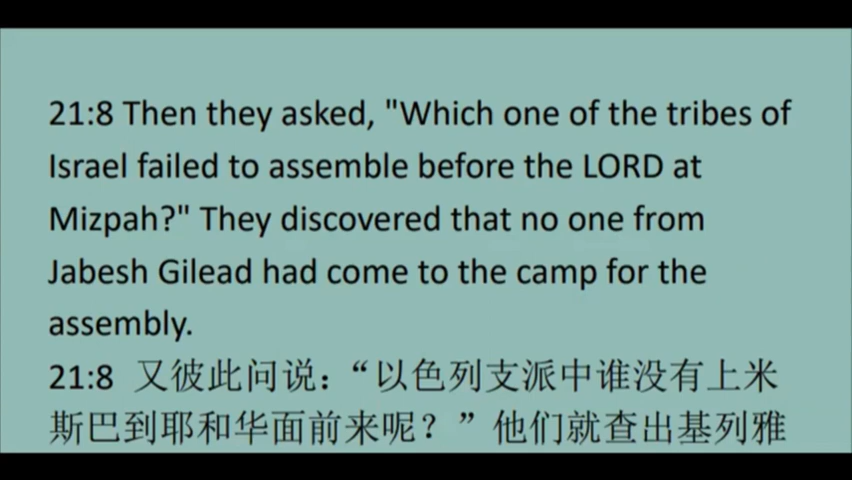 21:8 Then they asked, "Which one of the tribes of
Israel failed to assemble before the LORD at
Mizpah?" They discovered that no one from
Jabesh Gilead had come to the camp for the
assembly.
21:8 又彼此问说：“以色列支派中谁没有上米
斯巴到耶和华面前来呢？”他们就查出基列雅